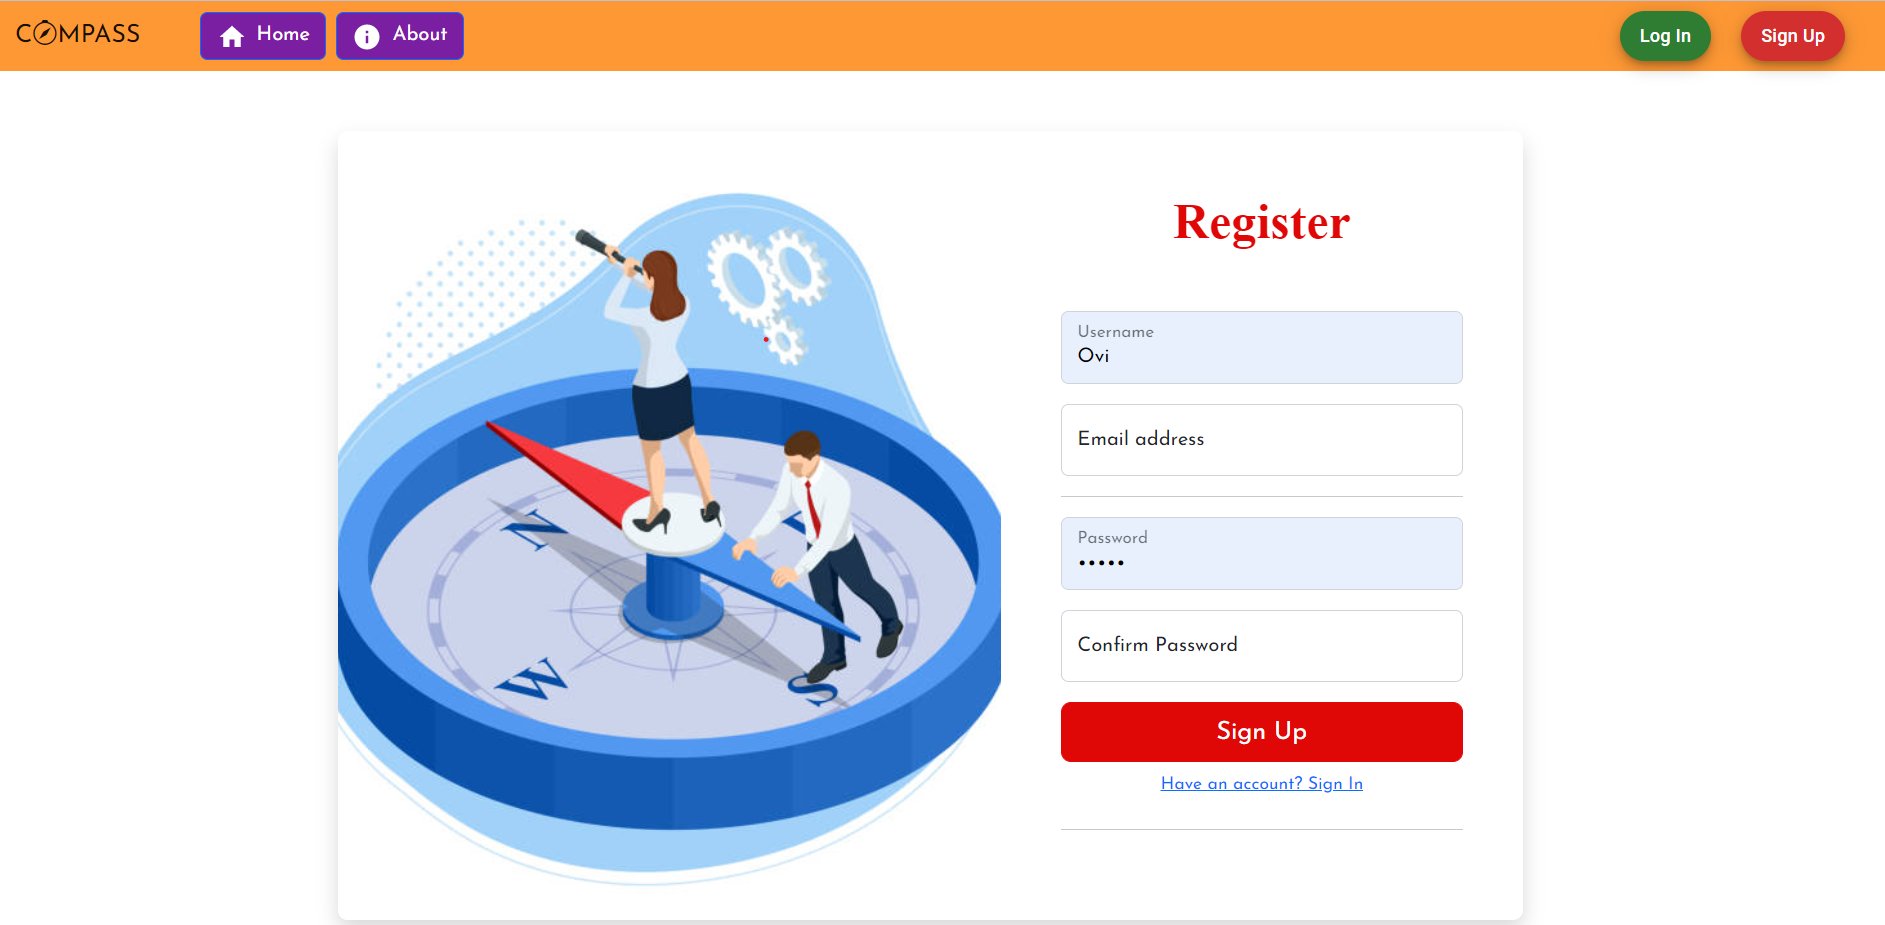 COMPASS
Home
About
Log In
Sign Up
Register
Username
Ovi
Email address
Password
•••••
Confirm Password
Sign Up
Have an account? Sign In
N
W
S